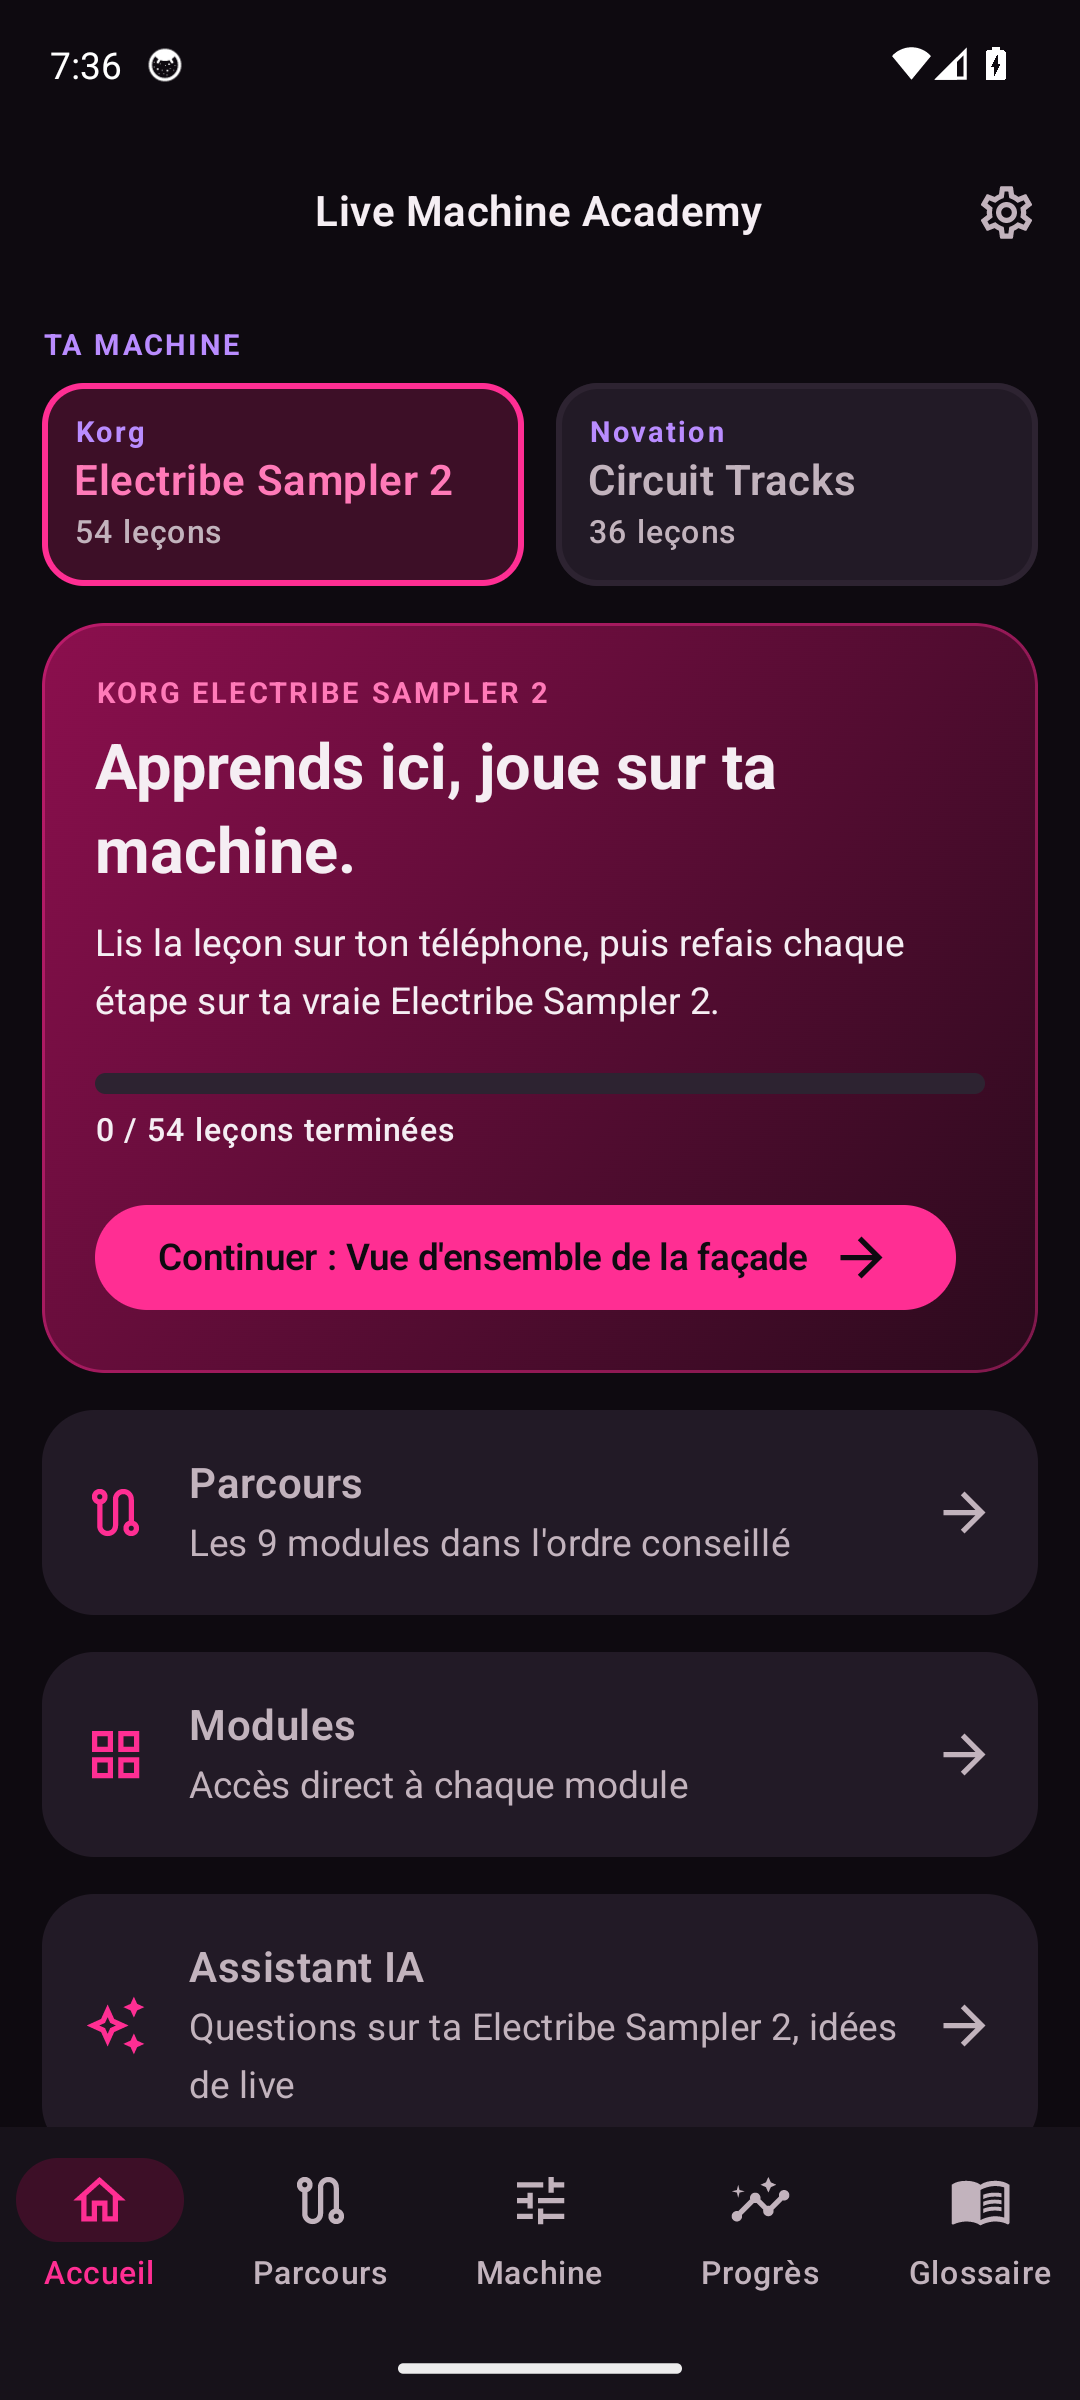 7:36
Live Machine Academy
TA MACHINE
Korg
Electribe Sampler 2
54 leçons
Novation
Circuit Tracks
36 leçons
KORG ELECTRIBE SAMPLER 2
Apprends ici, joue sur ta
machine.
Lis la leçon sur ton téléphone, puis refais chaque
étape sur ta vraie Electribe Sampler 2.
0 / 54 leçons terminées
Continuer : Vue d'ensemble de la façade
Parcours
Les 9 modules dans l'ordre conseillé
Modules
Accès direct à chaque module
Assistant IA
Questions sur ta Electribe Sampler 2, idées
de live
Accueil
Parcours
Machine
Progrès
Glossaire